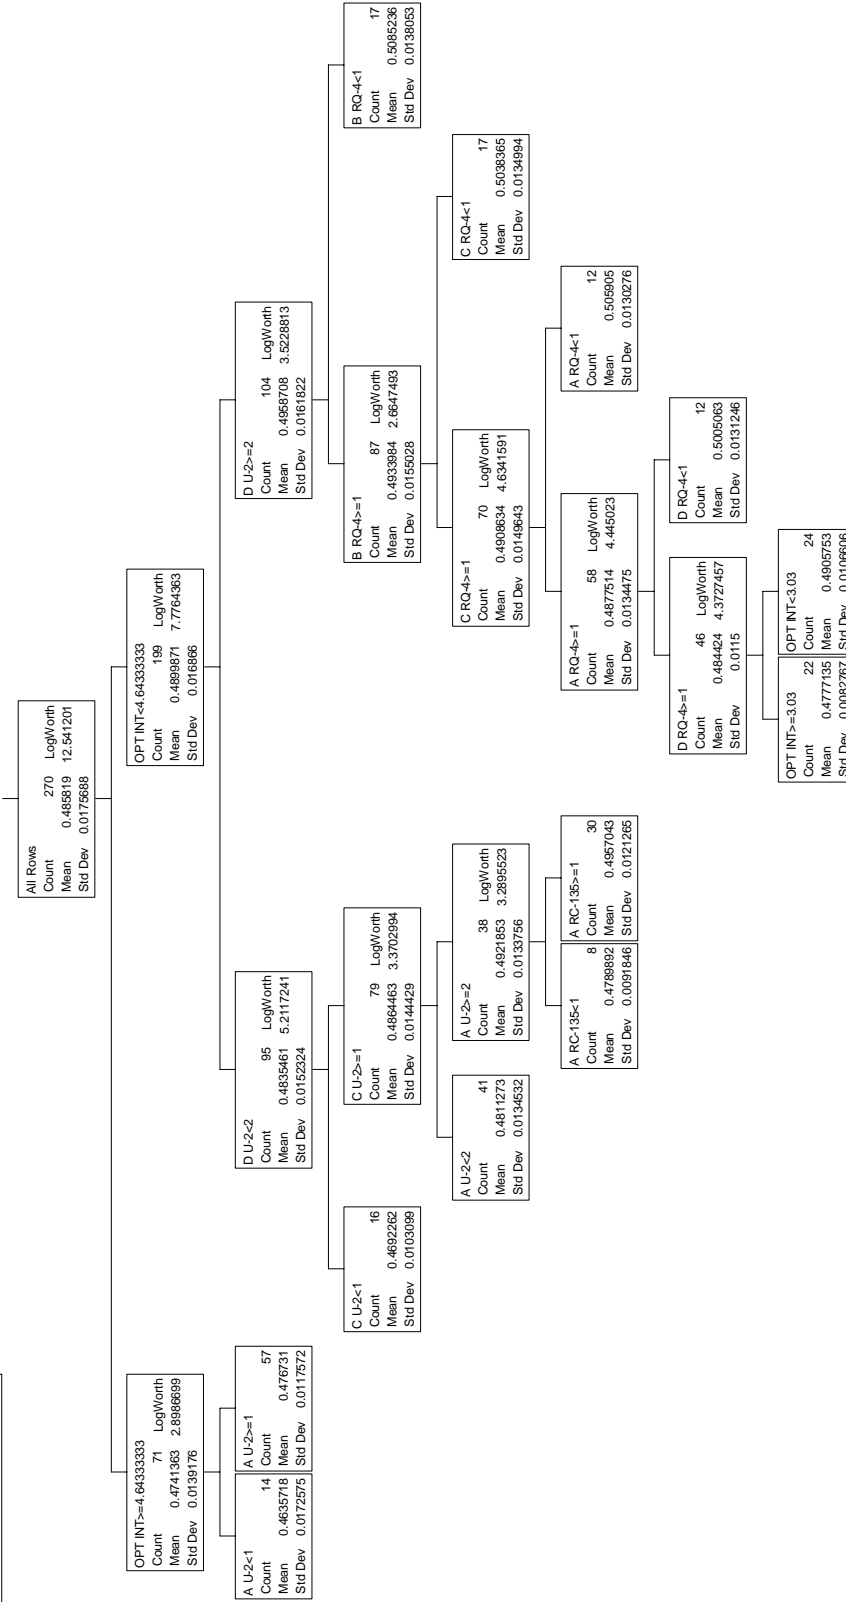 All Rows
Count 270 LogWorth
Mean 0.485819 12.541201
Std Dev 0.0175688
OPT INT>=4.64333333
Count 71 LogWorth
Mean 0.4741363 2.8986699
Std Dev 0.0139176
OPT INT<4.64333333
Count 199 LogWorth
Mean 0.4899871 7.7764363
Std Dev 0.016866
A U-2<1
Count 14
Mean 0.4635718
Std Dev 0.0172575
A U-2>=1
Count 57
Mean 0.476731
Std Dev 0.0117572
D U-2<2
Count 95 LogWorth
Mean 0.4835461 5.2117241
Std Dev 0.0152324
D U-2>=2
Count 104 LogWorth
Mean 0.4958708 3.5228813
Std Dev 0.0161822
C U-2<1
Count 16
Mean 0.4692262
Std Dev 0.0103099
C U-2>=1
Count 79 LogWorth
Mean 0.4864463 3.3702994
Std Dev 0.0144429
B RQ-4>=1
Count 87 LogWorth
Mean 0.4933984 2.6647493
Std Dev 0.0155028
B RQ-4<1
Count 17
Mean 0.5085236
Std Dev 0.0138053
A U-2<2
Count 41
Mean 0.4811273
Std Dev 0.0134532
A U-2>=2
Count 38 LogWorth
Mean 0.4921853 3.2895523
Std Dev 0.0133756
C RQ-4>=1
Count 70 LogWorth
Mean 0.4908634 4.6341591
Std Dev 0.0149643
C RQ-4<1
Count 17
Mean 0.5038365
Std Dev 0.0134994
A RC-135<1
Count 8
Mean 0.4789892
Std Dev 0.0091846
A RC-135>=1
Count 30
Mean 0.4957043
Std Dev 0.0121265
A RQ-4>=1
Count 58 LogWorth
Mean 0.4877514 4.445023
Std Dev 0.0134475
A RQ-4<1
Count 12
Mean 0.505905
Std Dev 0.0130276
D RQ-4>=1
Count 46 LogWorth
Mean 0.484424 4.3727457
Std Dev 0.0115
D RQ-4<1
Count 12
Mean 0.5005063
Std Dev 0.0131246
OPT INT>=3.03
Count 22
Mean 0.4777135
Std Dev 0.0082767
OPT INT<3.03
Count 24
Mean 0.4905753
Std Dev 0.0106606